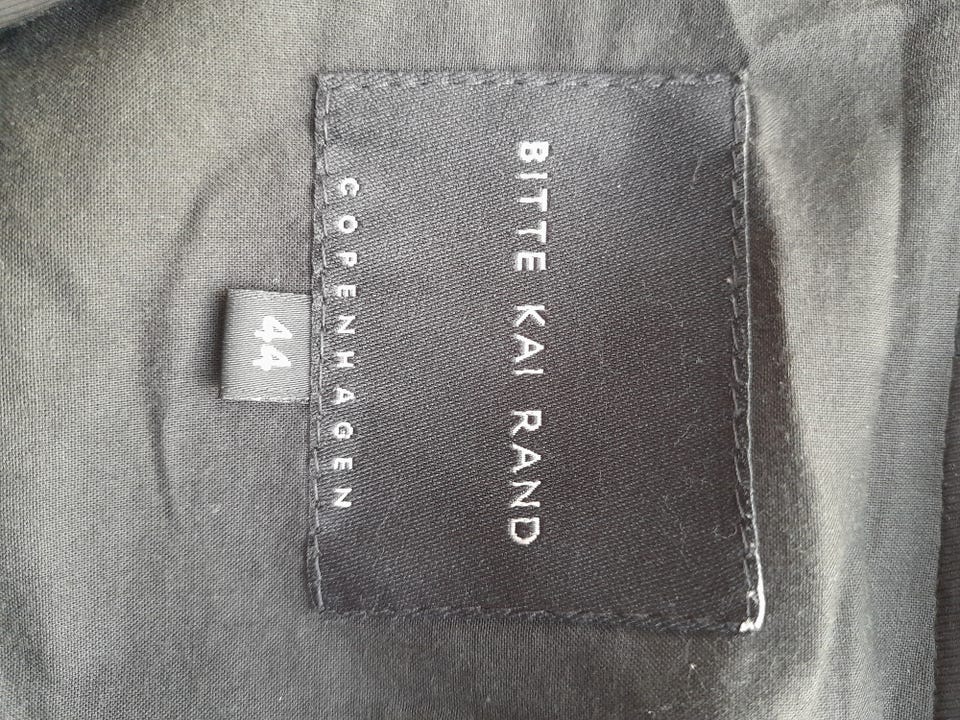 BITTE KAI RAND
COPENHAGEN
44